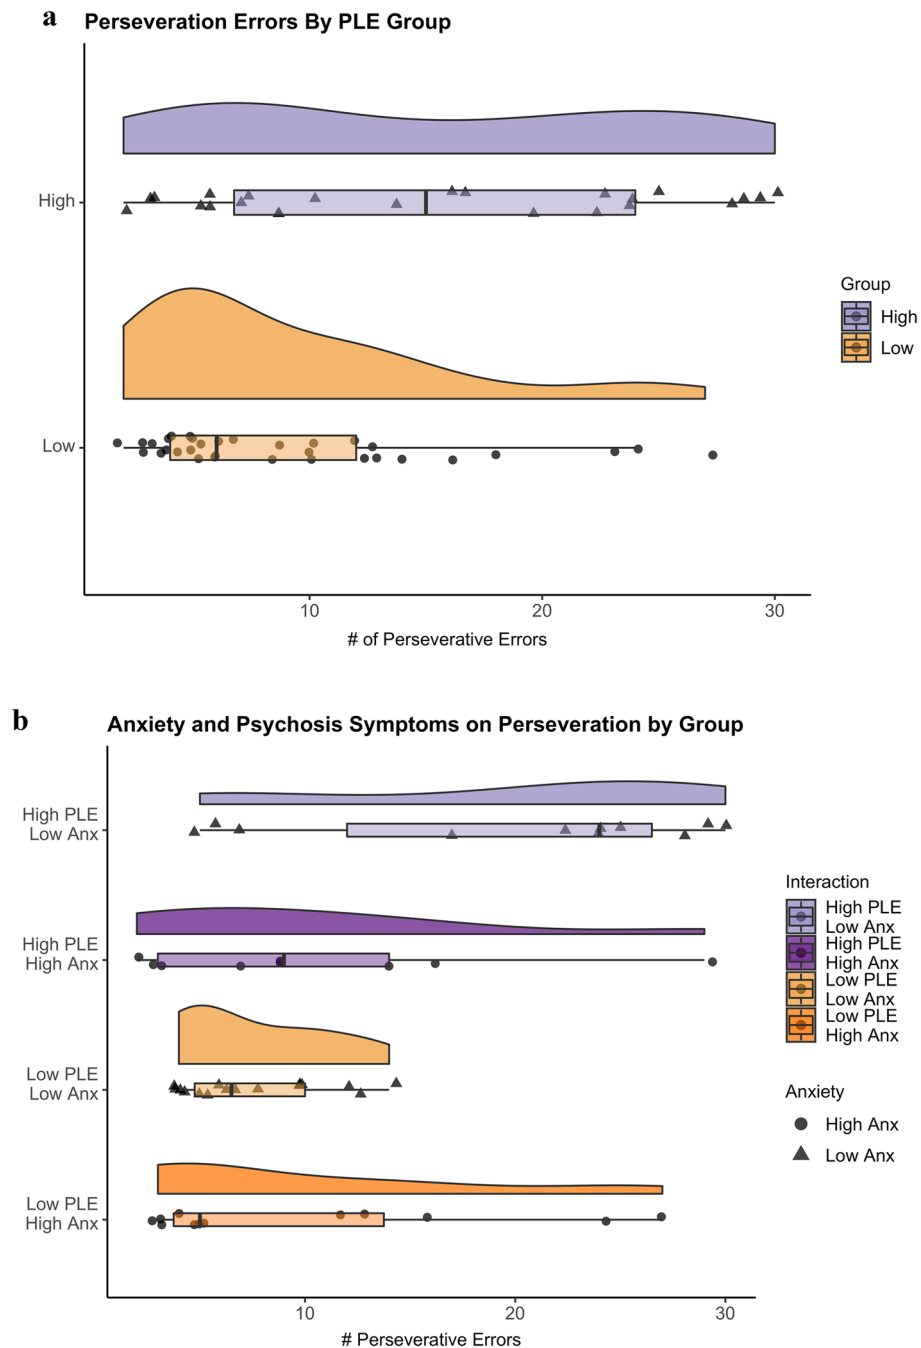 a
Perseveration Errors By PLE Group
High
Low
10
20
30
# of Perseverative Errors
Group
High
Low
b
Anxiety and Psychosis Symptoms on Perseveration by Group
High PLE
Low Anx
High PLE
High Anx
Low PLE
Low Anx
Low PLE
High Anx
10
20
30
# Perseverative Errors
Interaction
High PLE
Low Anx
High PLE
High Anx
Low PLE
Low Anx
Low PLE
High Anx
Anxiety
High Anx
Low Anx